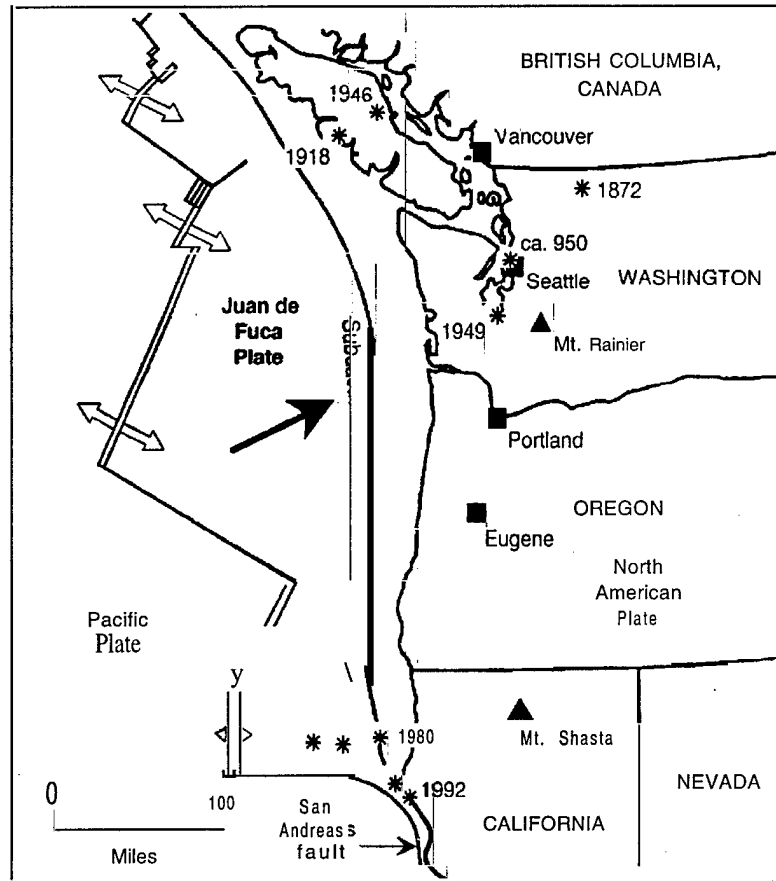 BRITISH COLUMBIA,
CANADA
1946
1918
Vancouver
1872
ca. 950
Seattle
WASHINGTON
Juan de
Fuca
Plate
1949
Mt. Rainier
Portland
OREGON
Eugene
North
American
Plate
Pacific
Plate
y
1980
Mt. Shasta
NEVADA
1992
0
100
San
Andreas s
fault
CALIFORNIA
Miles